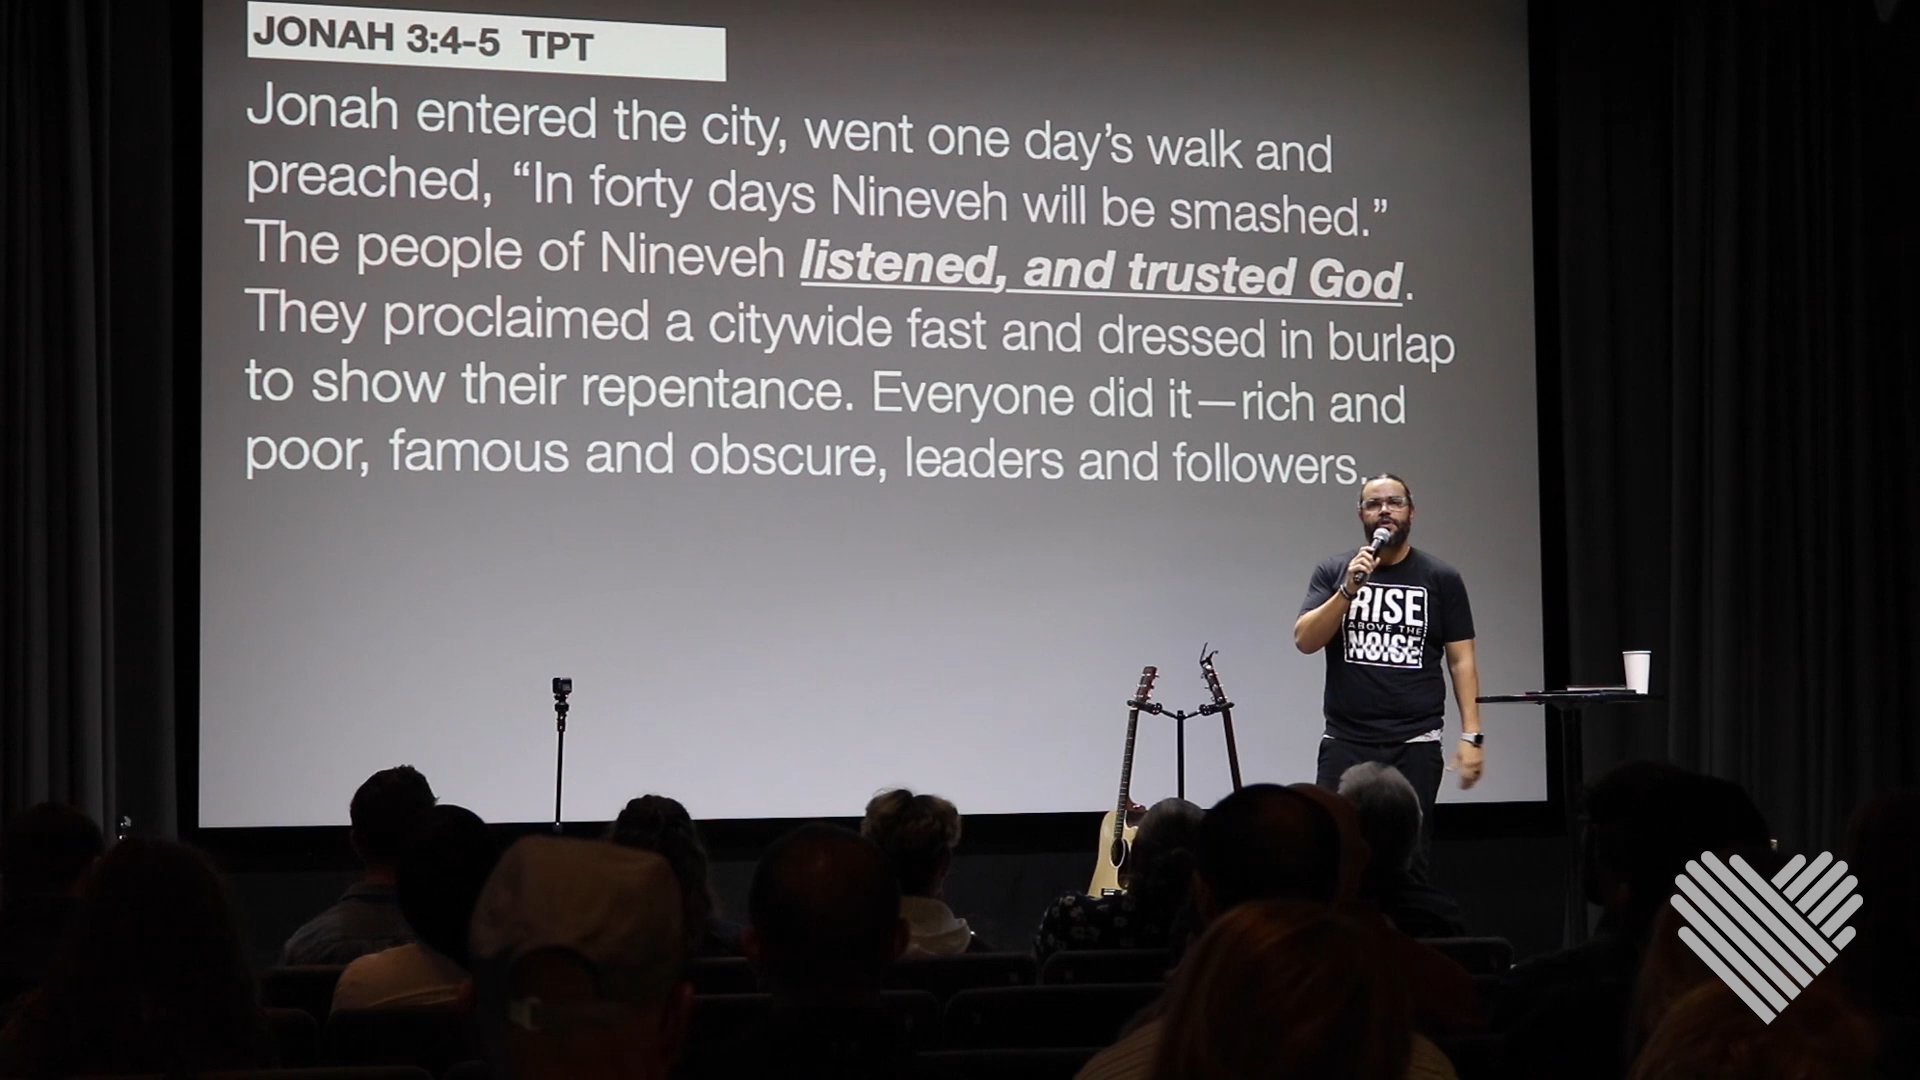 JONAH 3:4-5 TPT
Jonah entered the city, went one day’s walk and
preached, “In forty days Nineveh will be smashed.”
The people of Nineveh listened, and trusted God.
They proclaimed a citywide fast and dressed in burlap
to show their repentance. Everyone did it—rich and
poor, famous and obscure, leaders and followers.
RISE
ABOVE THE
NOISE